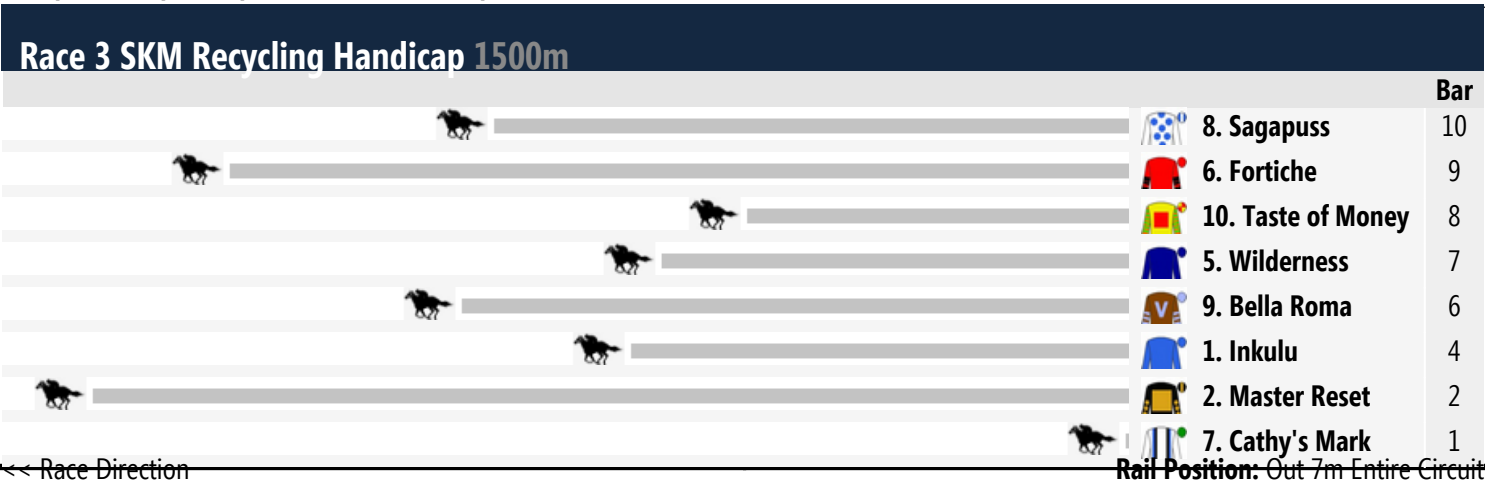 Race 3 SKM Recycling Handicap 1500m
Bar
8. Sagapuss 10
6. Fortiche 9
10. Taste of Money 8
5. Wilderness 7
V 9. Bella Roma 6
1. Inkulu 4
2. Master Reset 2
7. Cathy's Mark 1
<< Race Direction Rail Position: Out 7m Entire Circuit